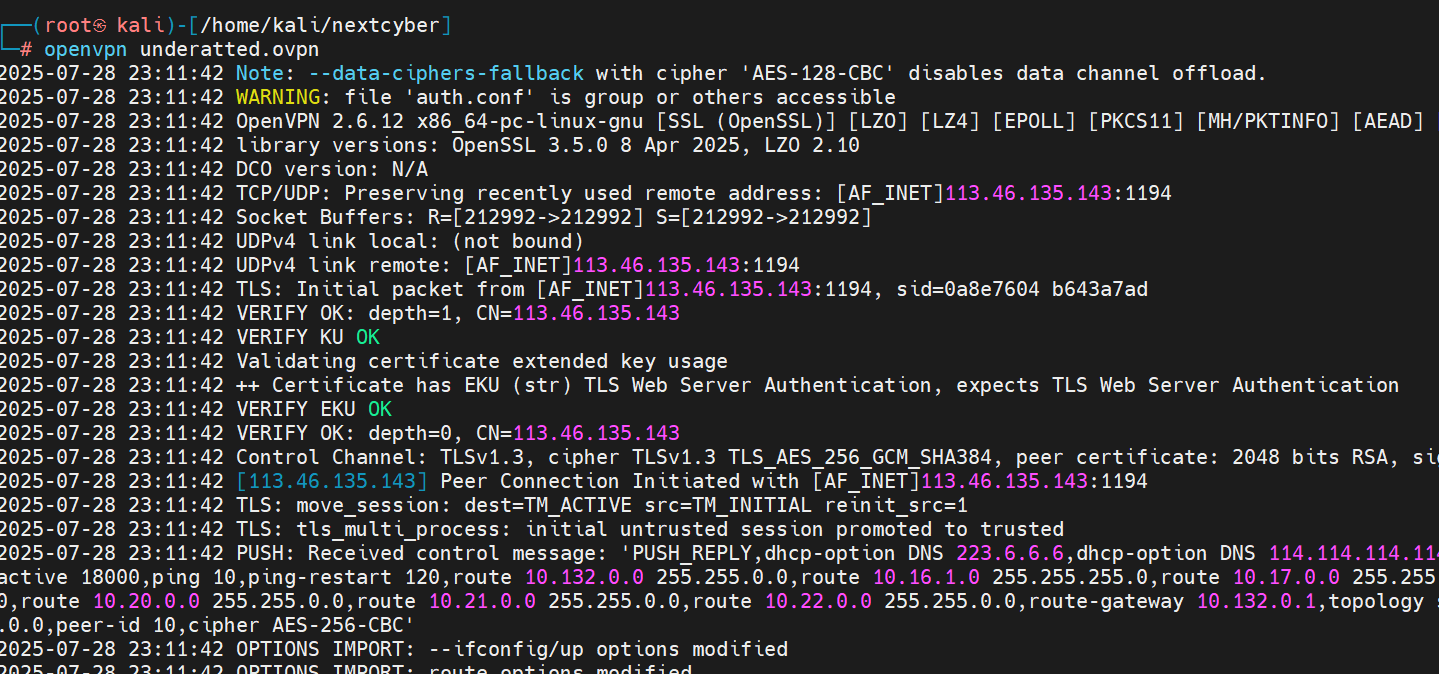 ┌──(root㉿ kali)-[/home/kali/nextcyber]
└─# openvpn underatted.ovpn
2025-07-28 23:11:42 Note: --data-ciphers-fallback with cipher 'AES-128-CBC' disables data channel offload.
2025-07-28 23:11:42 WARNING: file 'auth.conf' is group or others accessible
2025-07-28 23:11:42 OpenVPN 2.6.12 x86_64-pc-linux-gnu [SSL (OpenSSL)] [LZO] [LZ4] [EPOLL] [PKCS11] [MH/PKTINFO] [AEAD]
2025-07-28 23:11:42 library versions: OpenSSL 3.5.0 8 Apr 2025, LZO 2.10
2025-07-28 23:11:42 DCO version: N/A
2025-07-28 23:11:42 TCP/UDP: Preserving recently used remote address: [AF_INET]113.46.135.143:1194
2025-07-28 23:11:42 Socket Buffers: R=[212992->212992] S=[212992->212992]
2025-07-28 23:11:42 UDPv4 link local: (not bound)
2025-07-28 23:11:42 UDPv4 link remote: [AF_INET]113.46.135.143:1194
2025-07-28 23:11:42 TLS: Initial packet from [AF_INET]113.46.135.143:1194, sid=0a8e7604 b643a7ad
2025-07-28 23:11:42 VERIFY OK: depth=1, CN=113.46.135.143
2025-07-28 23:11:42 VERIFY KU OK
2025-07-28 23:11:42 Validating certificate extended key usage
2025-07-28 23:11:42 ++ Certificate has EKU (str) TLS Web Server Authentication, expects TLS Web Server Authentication
2025-07-28 23:11:42 VERIFY EKU OK
2025-07-28 23:11:42 VERIFY OK: depth=0, CN=113.46.135.143
2025-07-28 23:11:42 Control Channel: TLSv1.3, cipher TLSv1.3 TLS_AES_256_GCM_SHA384, peer certificate: 2048 bits RSA, si
2025-07-28 23:11:42 [113.46.135.143] Peer Connection Initiated with [AF_INET]113.46.135.143:1194
2025-07-28 23:11:42 TLS: move_session: dest=TM_ACTIVE src=TM_INITIAL reinit_src=1
2025-07-28 23:11:42 TLS: tls_multi_process: initial untrusted session promoted to trusted
2025-07-28 23:11:42 PUSH: Received control message: 'PUSH_REPLY,dhcp-option DNS 223.6.6.6,dhcp-option DNS 114.114.114.11
active 18000,ping 10,ping-restart 120,route 10.132.0.0 255.255.0.0,route 10.16.1.0 255.255.255.0,route 10.17.0.0 255.255
0,route 10.20.0.0 255.255.0.0,route 10.21.0.0 255.255.0.0,route 10.22.0.0 255.255.0.0,route-gateway 10.132.0.1,topology
.0.0,peer-id 10,cipher AES-256-CBC'
2025-07-28 23:11:42 OPTIONS IMPORT: --ifconfig/up options modified
2025-07-28 23:11:42 OPTIONS IMPORT: route options modified